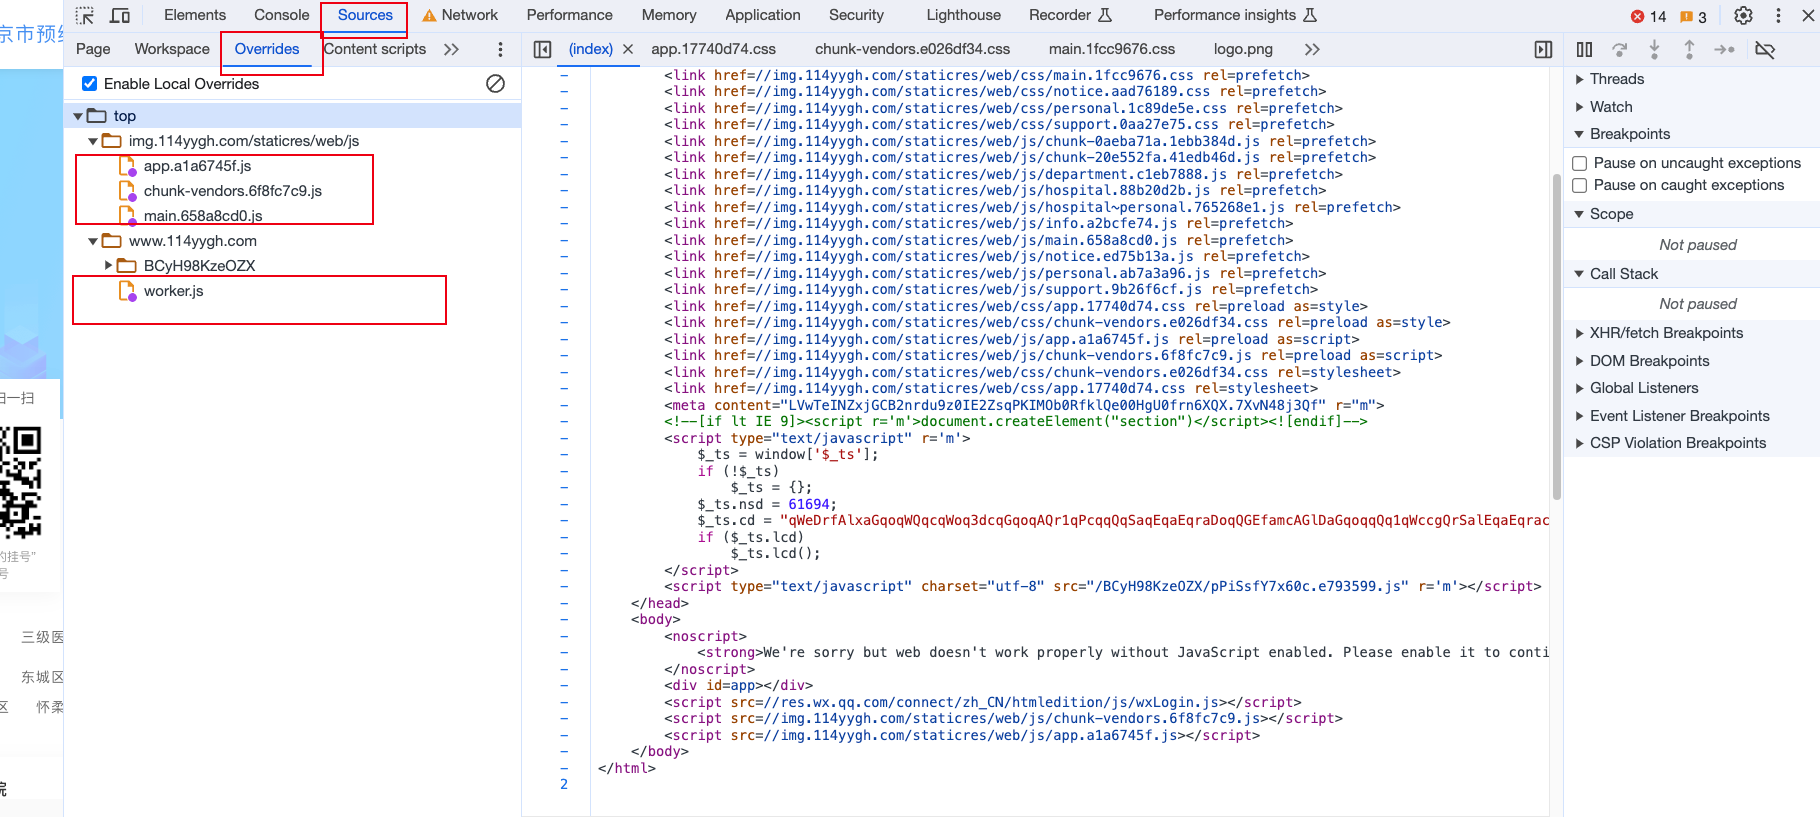 Elements Console Sources Network Performance Memory Application Security Lighthouse Recorder Performance insights 14 3
京市预约
Page Workspace Overrides Content scripts
(index) app.17740d74.css chunk-vendors.e026df34.css main.1fcc9676.css logo.png
Enable Local Overrides
top
img.114yygh.com/staticres/web/js
app.a1a6745f.js
chunk-vendors.6f8fc7c9.js
main.658a8cd0.js
www.114yygh.com
BCyH98KzeOZX
worker.js
扫一扫
的挂号”
号
三级医
东城区
区 怀柔
院
<link href=//img.114yygh.com/staticres/web/css/main.1fcc9676.css rel=prefetch>
<link href=//img.114yygh.com/staticres/web/css/notice.aad76189.css rel=prefetch>
<link href=//img.114yygh.com/staticres/web/css/personal.1c89de5e.css rel=prefetch>
<link href=//img.114yygh.com/staticres/web/css/support.0aa27e75.css rel=prefetch>
<link href=//img.114yygh.com/staticres/web/js/chunk-0aeba71a.1ebb384d.js rel=prefetch>
<link href=//img.114yygh.com/staticres/web/js/chunk-20e552fa.41edb46d.js rel=prefetch>
<link href=//img.114yygh.com/staticres/web/js/department.c1eb7888.js rel=prefetch>
<link href=//img.114yygh.com/staticres/web/js/hospital.88b20d2b.js rel=prefetch>
<link href=//img.114yygh.com/staticres/web/js/hospital~personal.765268e1.js rel=prefetch>
<link href=//img.114yygh.com/staticres/web/js/info.a2bcfe74.js rel=prefetch>
<link href=//img.114yygh.com/staticres/web/js/main.658a8cd0.js rel=prefetch>
<link href=//img.114yygh.com/staticres/web/js/notice.ed75b13a.js rel=prefetch>
<link href=//img.114yygh.com/staticres/web/js/personal.ab7a3a96.js rel=prefetch>
<link href=//img.114yygh.com/staticres/web/js/support.9b26f6cf.js rel=prefetch>
<link href=//img.114yygh.com/staticres/web/css/app.17740d74.css rel=preload as=style>
<link href=//img.114yygh.com/staticres/web/css/chunk-vendors.e026df34.css rel=preload as=style>
<link href=//img.114yygh.com/staticres/web/js/app.a1a6745f.js rel=preload as=script>
<link href=//img.114yygh.com/staticres/web/js/chunk-vendors.6f8fc7c9.js rel=preload as=script>
<link href=//img.114yygh.com/staticres/web/css/chunk-vendors.e026df34.css rel=stylesheet>
<link href=//img.114yygh.com/staticres/web/css/app.17740d74.css rel=stylesheet>
<meta content="LVwTeINZxjGCB2nrdu9z0IE2ZsqPKIMOb0RfklQe00HgU0frn6XQX.7XvN48j3Qf" r="m">
<!--[if lt IE 9]><script r='m'>document.createElement("section")</script><![endif]-->
<script type="text/javascript" r='m'>
$_ts = window['$_ts'];
if (!$_ts)
$_ts = {};
$_ts.nsd = 61694;
$_ts.cd = "qWeDrfAlxaGqoqWQqcqWoq3dcqGqoqAQr1qPcqqQqSaqEqaEqraDoqQGEfamcAGlDaGqoqqQq1qWccgQrSalEqaEqrac
if ($_ts.lcd)
$_ts.lcd();
</script>
<script type="text/javascript" charset="utf-8" src="/BCyH98KzeOZX/pPiSsfY7x60c.e793599.js" r='m'></script>
</head>
<body>
<noscript>
<strong>We're sorry but web doesn't work properly without JavaScript enabled. Please enable it to conti
</noscript>
<div id=app></div>
<script src=//res.wx.qq.com/connect/zh_CN/htmledition/js/wxLogin.js></script>
<script src=//img.114yygh.com/staticres/web/js/chunk-vendors.6f8fc7c9.js></script>
<script src=//img.114yygh.com/staticres/web/js/app.a1a6745f.js></script>
</body>
</html>
2
Threads
Watch
Breakpoints
Pause on uncaught exceptions
Pause on caught exceptions
Scope
Not paused
Call Stack
Not paused
XHR/fetch Breakpoints
DOM Breakpoints
Global Listeners
Event Listener Breakpoints
CSP Violation Breakpoints